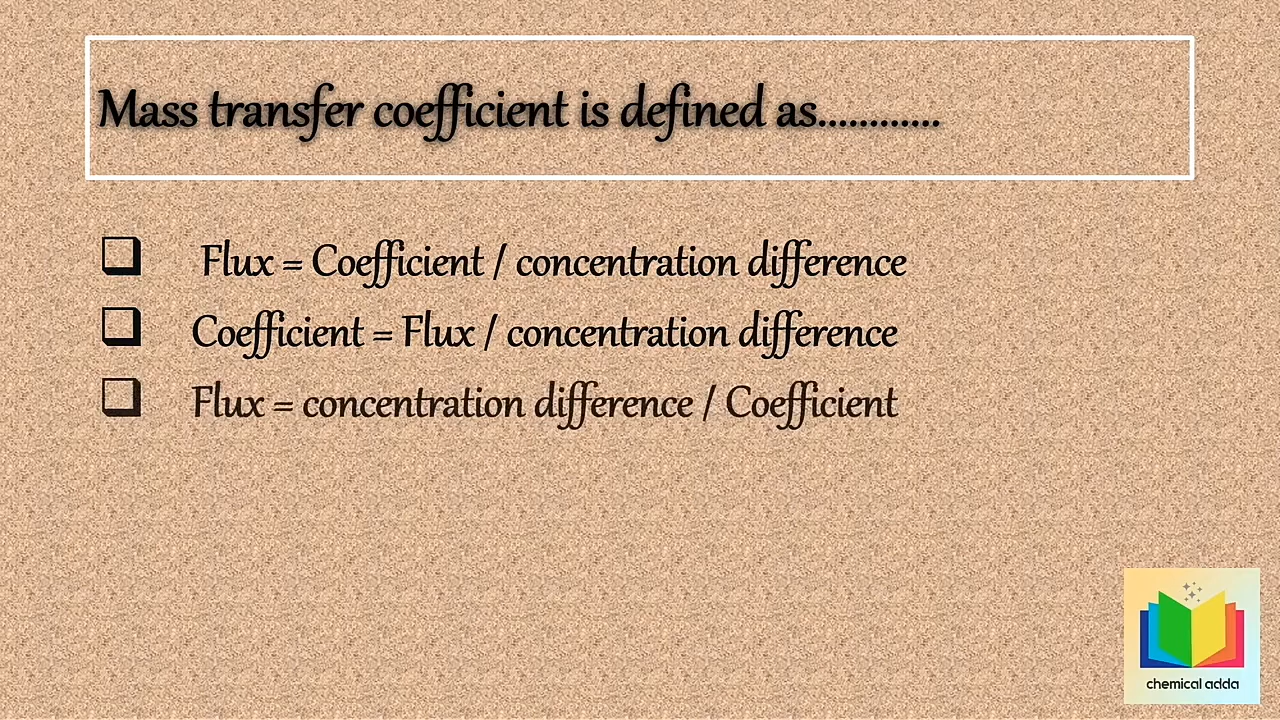 Mass transfer coefficient is defined as............
Flux = Coefficient / concentration difference
Coefficient = Flux / concentration difference
Flux = concentration difference / Coefficient
chemical adda